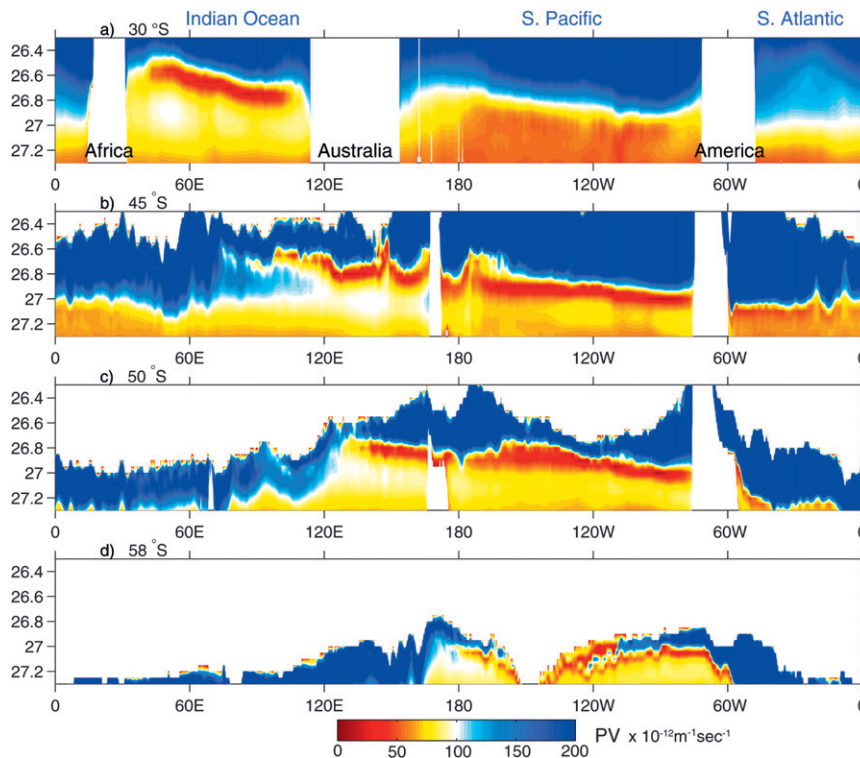 Indian Ocean S. Pacific S. Atlantic
a) 30 °S
26.4
26.6
26.8
27
27.2
Africa Australia America
0 60E 120E 180 120W 60W 0
b) 45 °S
26.4
26.6
26.8
27
27.2
0 60E 120E 180 120W 60W 0
c) 50 °S
26.4
26.6
26.8
27
27.2
0 60E 120E 180 120W 60W 0
d) 58 °S
26.4
26.6
26.8
27
27.2
0 60E 120E 180 120W 60W 0
0 50 100 150 200 PV x 10⁻¹²m⁻¹sec⁻¹